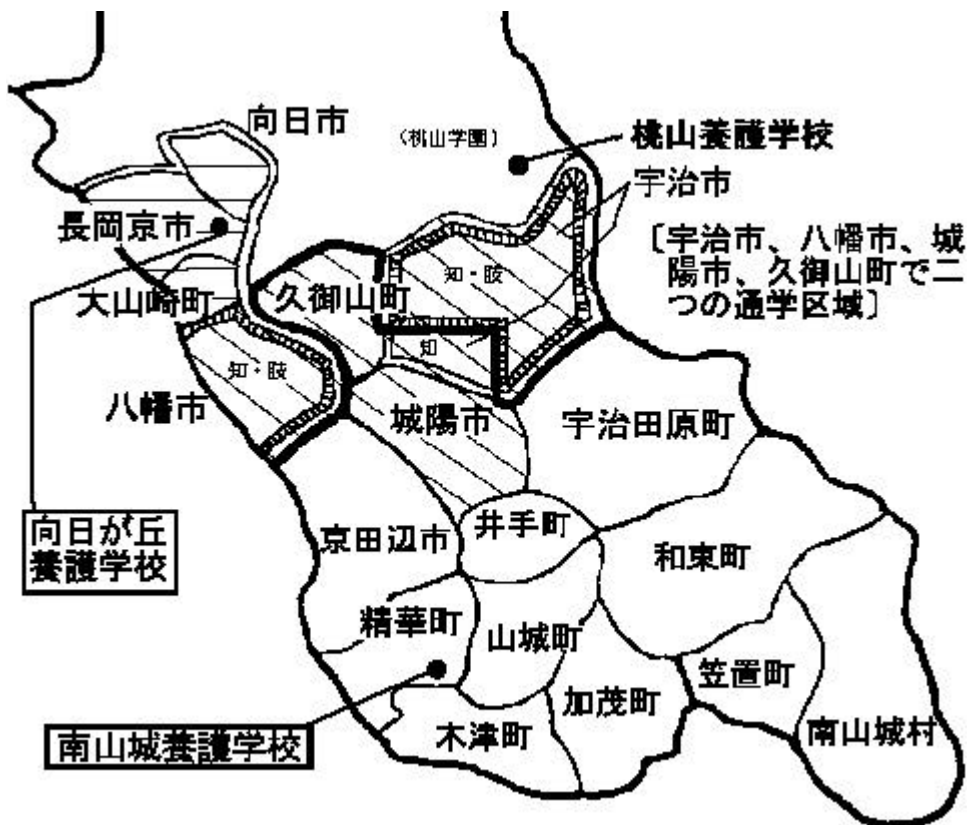 向日市
(桃山学園)
桃山養護学校
宇治市
長岡京市
〔宇治市、八幡市、城
陽市、久御山町で二
つの通学区域〕
大山崎町
久御山町
知・肢
知
知・肢
八幡市
城陽市
宇治田原町
向日が丘
養護学校
京田辺市
井手町
和東町
精華町
山城町
笠置町
加茂町
南山城村
木津町
南山城養護学校